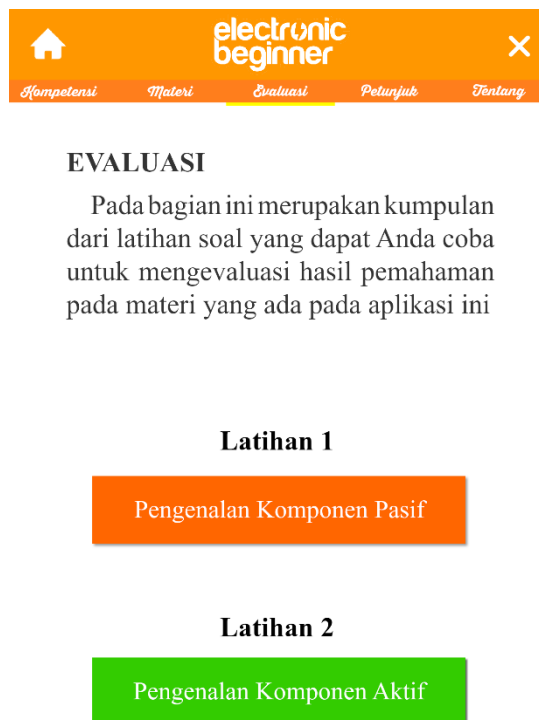 electronic
beginner
Kompetensi Materi Evaluasi Petunjuk Tentang
EVALUASI
Pada bagian ini merupakan kumpulan
dari latihan soal yang dapat Anda coba
untuk mengevaluasi hasil pemahaman
pada materi yang ada pada aplikasi ini
Latihan 1
Pengenalan Komponen Pasif
Latihan 2
Pengenalan Komponen Aktif